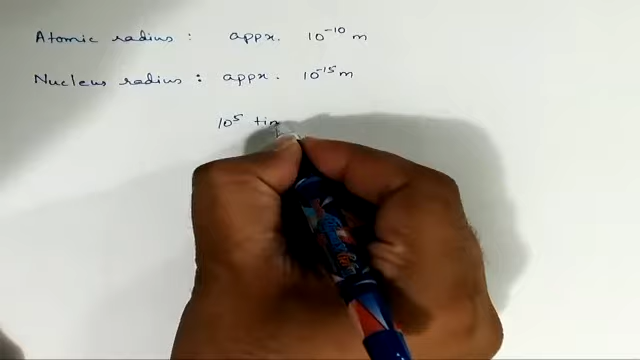 Atomic radius : appx. 10⁻¹⁰ m
Nucleus radius : appx. 10⁻¹⁵ m
10⁵